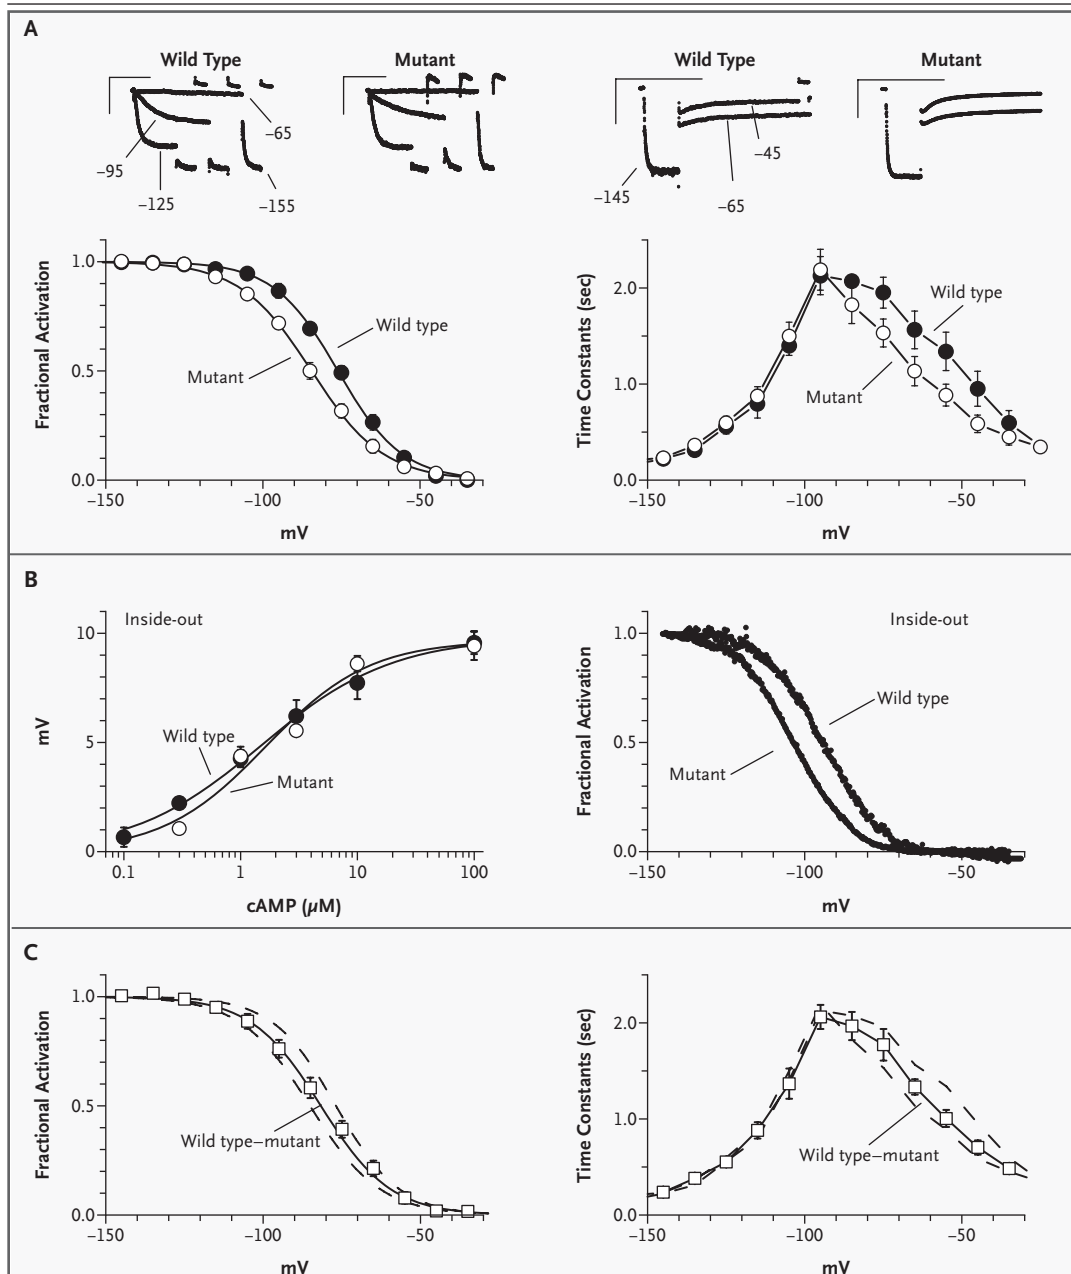 A
Wild Type
Mutant
Wild Type
Mutant
–65
–95
–125
–155
–45
–145
–65
Fractional Activation
1.0
0.5
0.0
Wild type
Mutant
–150
–100
–50
mV
Time Constants (sec)
2.0
1.0
0.0
Wild type
Mutant
–150
–100
–50
mV
B
Inside-out
mV
10
5
0
Wild type
Mutant
0.1
1
10
100
cAMP (µM)
Inside-out
Fractional Activation
1.0
0.5
0.0
Wild type
Mutant
–150
–100
–50
mV
C
Fractional Activation
1.0
0.5
0.0
Wild type–mutant
–150
–100
–50
mV
Time Constants (sec)
2.0
1.0
0.0
Wild type–mutant
–150
–100
–50
mV